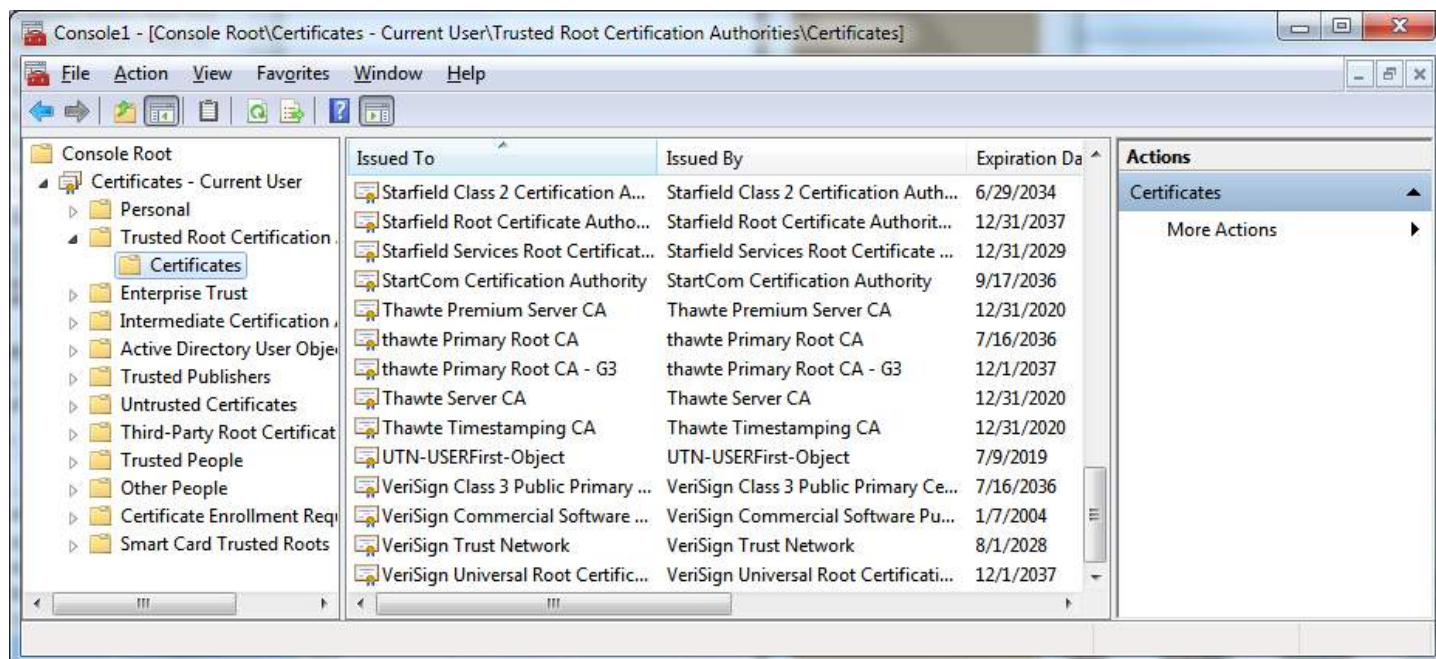 Console1 - [Console Root\Certificates - Current User\Trusted Root Certification Authorities\Certificates]
File Action View Favorites Window Help
Console Root
Certificates - Current User
Personal
Trusted Root Certification
Certificates
Enterprise Trust
Intermediate Certification
Active Directory User Obje
Trusted Publishers
Untrusted Certificates
Third-Party Root Certificat
Trusted People
Other People
Certificate Enrollment Requ
Smart Card Trusted Roots
Issued To Issued By Expiration Da
Starfield Class 2 Certification A... Starfield Class 2 Certification Auth... 6/29/2034
Starfield Root Certificate Autho... Starfield Root Certificate Authorit... 12/31/2037
Starfield Services Root Certificat... Starfield Services Root Certificate ... 12/31/2029
StartCom Certification Authority StartCom Certification Authority 9/17/2036
Thawte Premium Server CA Thawte Premium Server CA 12/31/2020
thawte Primary Root CA thawte Primary Root CA 7/16/2036
thawte Primary Root CA - G3 thawte Primary Root CA - G3 12/1/2037
Thawte Server CA Thawte Server CA 12/31/2020
Thawte Timestamping CA Thawte Timestamping CA 12/31/2020
UTN-USERFirst-Object UTN-USERFirst-Object 7/9/2019
VeriSign Class 3 Public Primary ... VeriSign Class 3 Public Primary Ce... 7/16/2036
VeriSign Commercial Software ... VeriSign Commercial Software Pu... 1/7/2004
VeriSign Trust Network VeriSign Trust Network 8/1/2028
VeriSign Universal Root Certific... VeriSign Universal Root Certificati... 12/1/2037
Actions
Certificates
More Actions